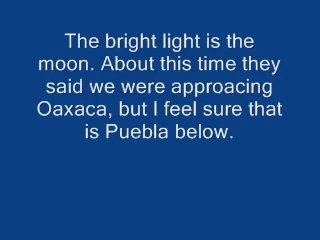 The bright light is the
moon. About this time they
said we were approacing
Oaxaca, but I feel sure that
is Puebla below.